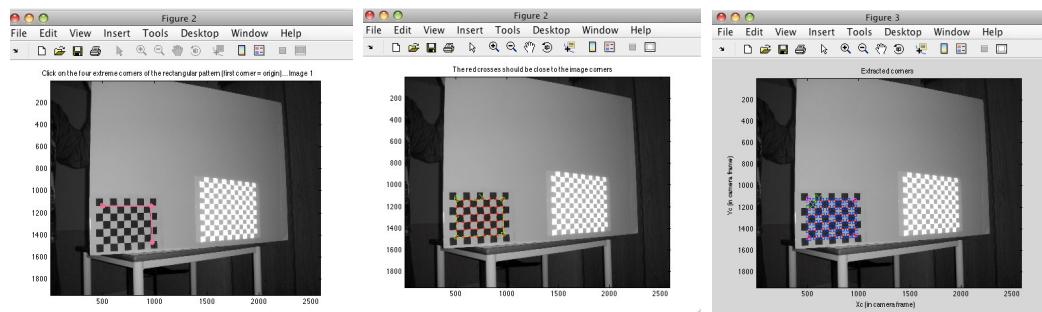 Figure 2
File Edit View Insert Tools Desktop Window Help
Click on the four extreme corners of the rectangular pattern (first corner = origin)... Image 1
200
400
600
800
1000
1200
1400
1600
1800
500 1000 1500 2000 2500
Figure 2
File Edit View Insert Tools Desktop Window Help
The red crosses should be close to the image corners
200
400
600
800
1000
1200
1400
1600
1800
500 1000 1500 2000 2500
Figure 3
File Edit View Insert Tools Desktop Window Help
Extracted corners
Yc (in camera frame)
200
400
600
800
1000
1200
1400
1600
1800
500 1000 1500 2000 2500
Xc (in camera frame)